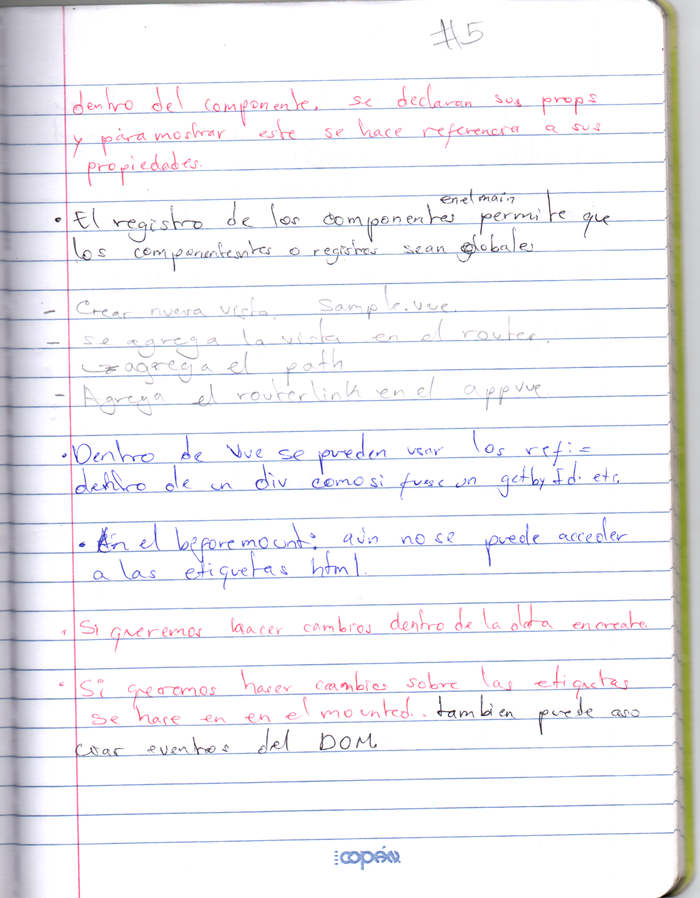 #5
dentro del componente, se declaran sus props
y para mostrar este se hace referencia a sus
propiedades.
en el main
• El registro de los componentes permite que
los componentesntes o registros sean globales
- Crear nueva vista. Sample.vue.
- se agrega la vista en el router.
→ agrega el path
- Agrega el routerlink en el appvue.
• Dentro de Vue se pueden usar los ref:=
dentro de un div como si fuese un getbyId. etc.
• En el beforemount: aún no se puede acceder
a las etiquetas html.
• Si queremos hacer cambios dentro de la data en create.
• Si queremos hacer cambios sobre las etiquetas
se hace en en el mounted.. tambien puede aso
ciar eventos del DOM
COPÁN